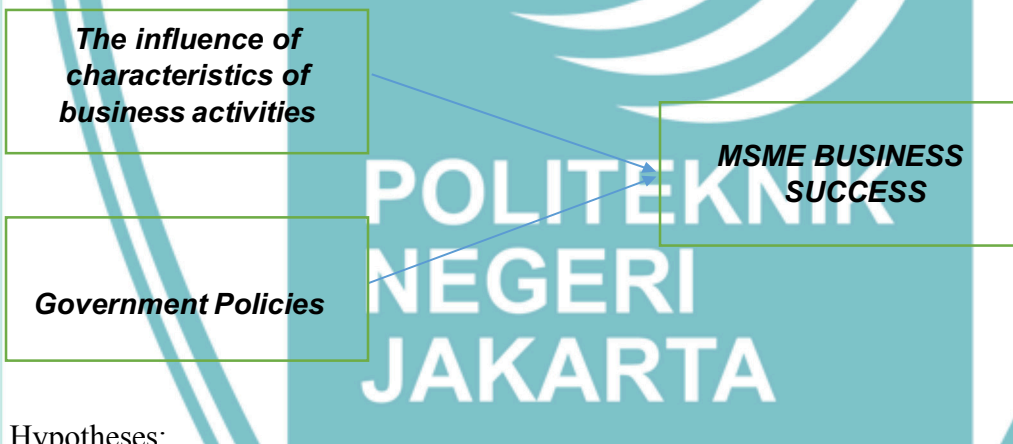 The influence of
characteristics of
business activities
MSME BUSINESS
SUCCESS
POLITEKNIK
NEGERI
JAKARTA
Government Policies
Hypotheses: